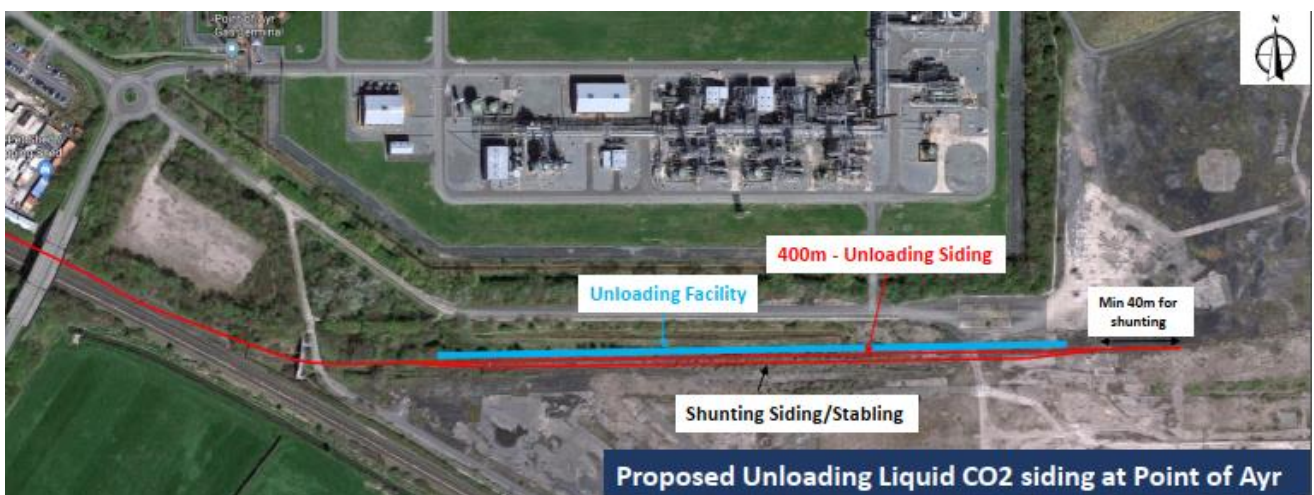 Point of Ayr
Gas Terminal
N
400m - Unloading Siding
Unloading Facility
Min 40m for
shunting
Shunting Siding/Stabling
Proposed Unloading Liquid CO2 siding at Point of Ayr